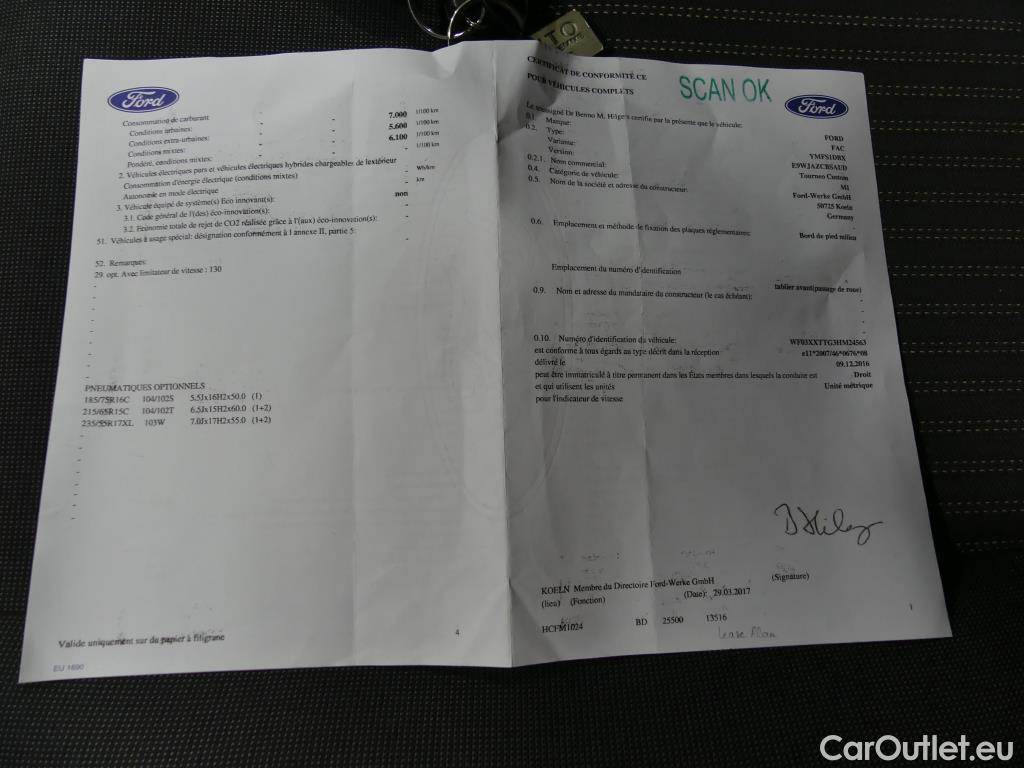 TO
Ford
Consommation de carburant
Conditions urbaines: - - 7.000 l/100 km
Conditions extra-urbaines: - - 5.600 l/100 km
Conditions mixtes: - - 6.100 l/100 km
Pondéré, conditions mixtes: - l/100 km
2. Véhicules électriques purs et véhicules électriques hybrides chargeables de lextérieur
Consommation d'énergie électrique (conditions mixtes) - Wh/km
Autonomie en mode électrique - km
3. Véhicule équipé de système(s) Eco innovant(s): non
3.1. Code général de l'(des) éco-innovation(s): -
3.2. Economie totale de rejet de CO2 réalisée grâce à l'(aux) éco-innovation(s): -
51. Véhicules à usage spécial: désignation conformément à l annexe II, partie 5: -
52. Remarques:
29. opt. Avec limitateur de vitesse : 130
PNEUMATIQUES OPTIONNELS
185/75R16C 104/102S 5.5Jx16H2x50.0 (1)
215/65R15C 104/102T 6.5Jx15H2x60.0 (1+2)
235/55R17XL 103W 7.0Jx17H2x55.0 (1+2)
Valide uniquement sur du papier à filigrane
4
EU 1690
CERTIFICAT DE CONFORMITÉ CE
POUR VÉHICULES COMPLETS
SCAN OK
Ford
Le soussigné Dr Benno M. Höge certifie par la présente que le véhicule:
0.1. Marque: FORD
0.2. Type: FAC
Variante: YMFS1DRX
Version: E9WJAZCB5AUD
0.2.1. Nom commercial: Tourneo Custom
0.4. Catégorie de véhicule: M1
0.5. Nom de la société et adresse du constructeur: Ford-Werke GmbH
50725 Koeln
Germany
0.6. Emplacement et méthode de fixation des plaques réglementaires: Bord de pied milieu
Emplacement du numéro d'identification tablier avant(passage de roue)
0.9. Nom et adresse du mandataire du constructeur (le cas échéant): -
0.10. Numéro d'identification du véhicule: WF03XXTTG3HM24563
est conforme à tous égards au type décrit dans la réception e11*2007/46*0676*08
délivré le 09.12.2016
peut être immatriculé à titre permanent dans les États membres dans lesquels la conduite est Droit
et qui utilisent les unités Unité métrique
pour l'indicateur de vitesse
KOELN Membre du Directoire Ford-Werke GmbH (Signature)
(lieu) (Fonction) (Date): 29.03.2017
HCFM1024 BD 25500 13516
1
Lease Plan
CarOutlet.eu